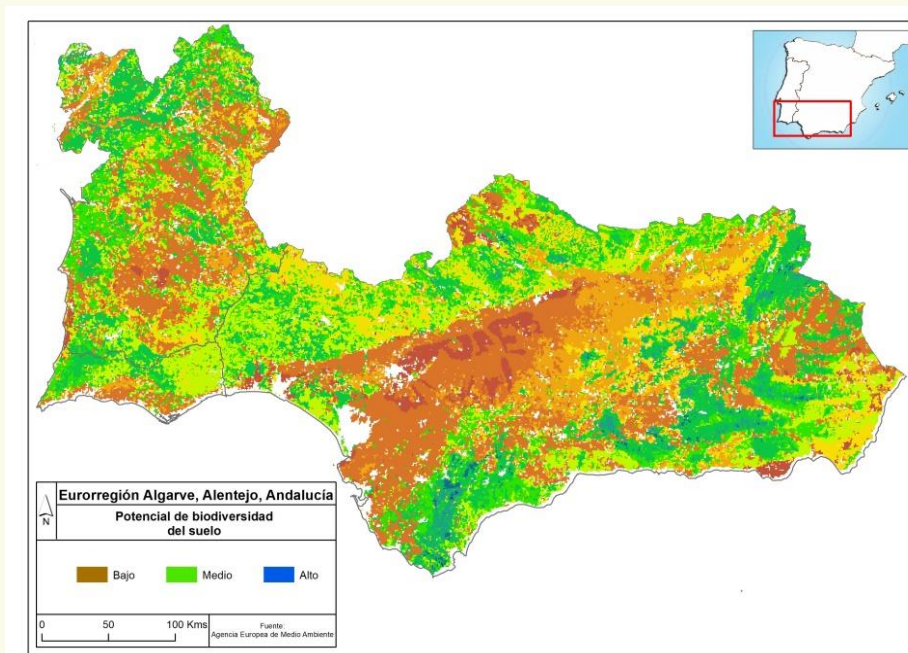 Eurorregión Algarve, Alentejo, Andalucía
Potencial de biodiversidad
del suelo
N
Bajo
Medio
Alto
0 50 100 Kms
Fuente:
Agencia Europea de Medio Ambiente